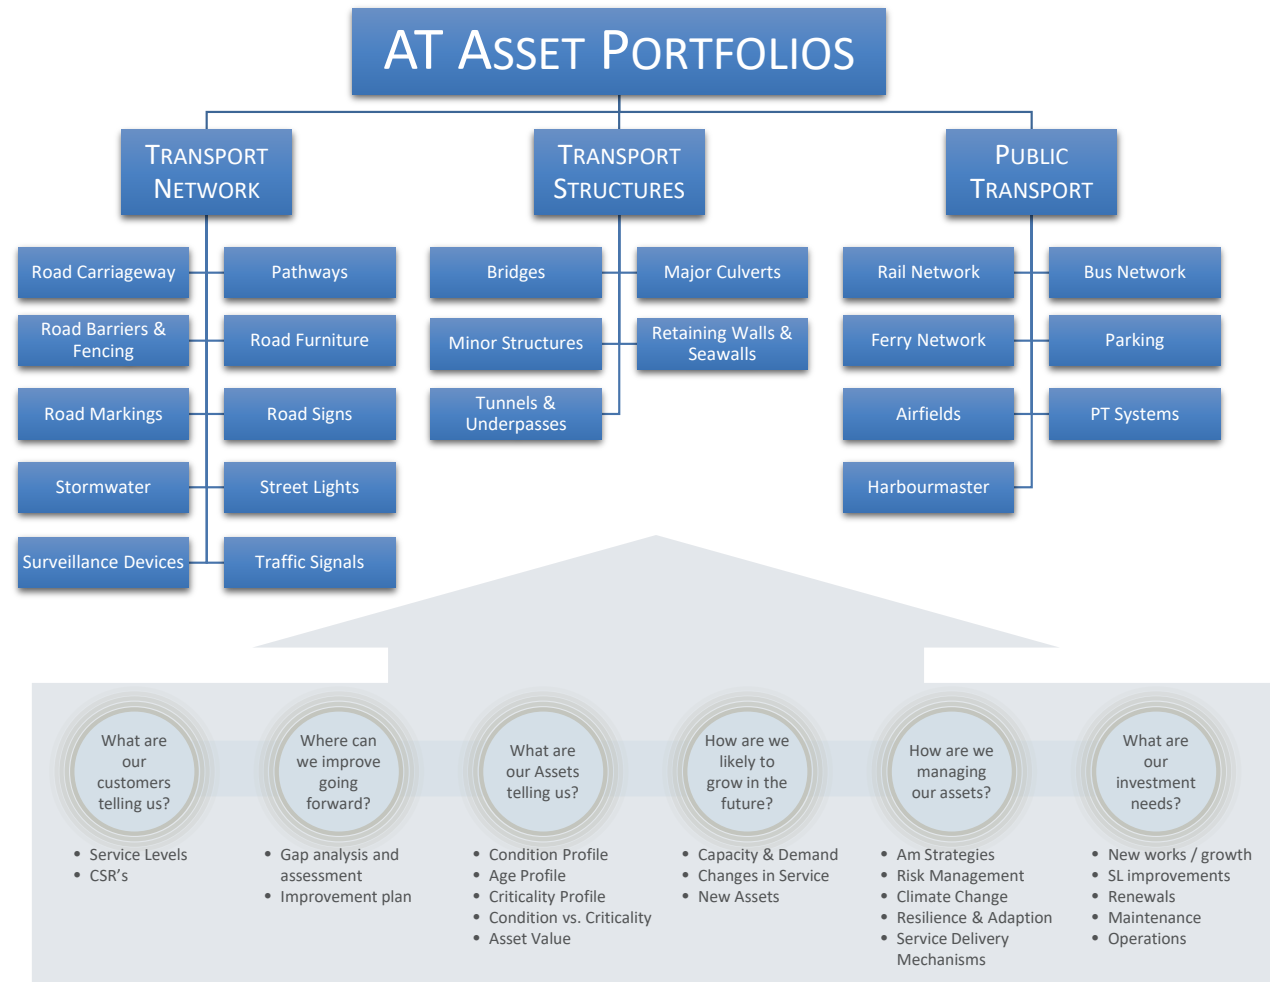 AT ASSET PORTFOLIOS
TRANSPORT
NETWORK
TRANSPORT
STRUCTURES
PUBLIC
TRANSPORT
Road Carriageway
Pathways
Road Barriers &
Fencing
Road Furniture
Road Markings
Road Signs
Stormwater
Street Lights
Surveillance Devices
Traffic Signals
Bridges
Major Culverts
Minor Structures
Retaining Walls &
Seawalls
Tunnels &
Underpasses
Rail Network
Bus Network
Ferry Network
Parking
Airfields
PT Systems
Harbourmaster
What are
our
customers
telling us?
• Service Levels
• CSR's
Where can
we improve
going
forward?
• Gap analysis and
assessment
• Improvement plan
What are
our Assets
telling us?
• Condition Profile
• Age Profile
• Criticality Profile
• Condition vs. Criticality
• Asset Value
How are we
likely to
grow in the
future?
• Capacity & Demand
• Changes in Service
• New Assets
How are we
managing
our assets?
• Am Strategies
• Risk Management
• Climate Change
• Resilience & Adaption
• Service Delivery
Mechanisms
What are
our
investment
needs?
• New works / growth
• SL improvements
• Renewals
• Maintenance
• Operations